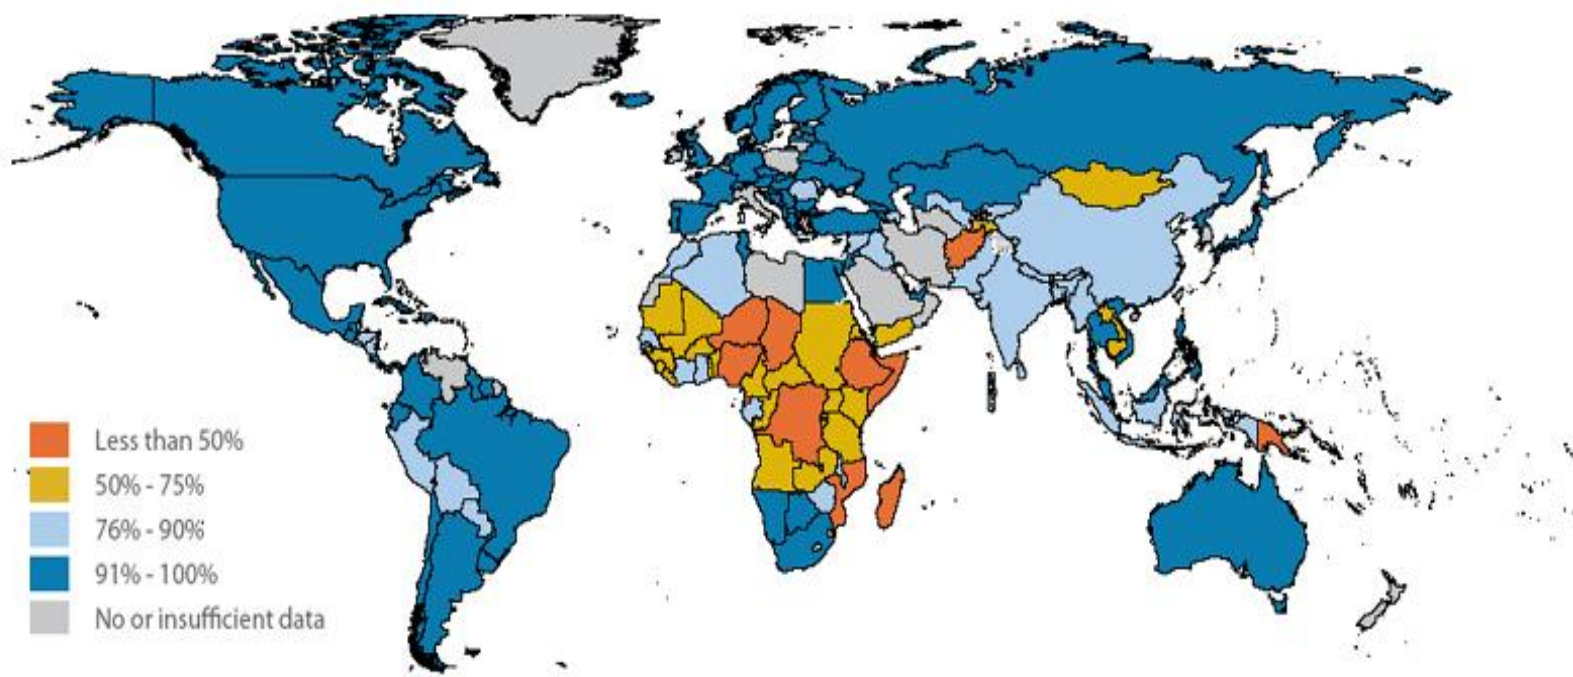 Less than 50%
50% - 75%
76% - 90%
91% - 100%
No or insufficient data